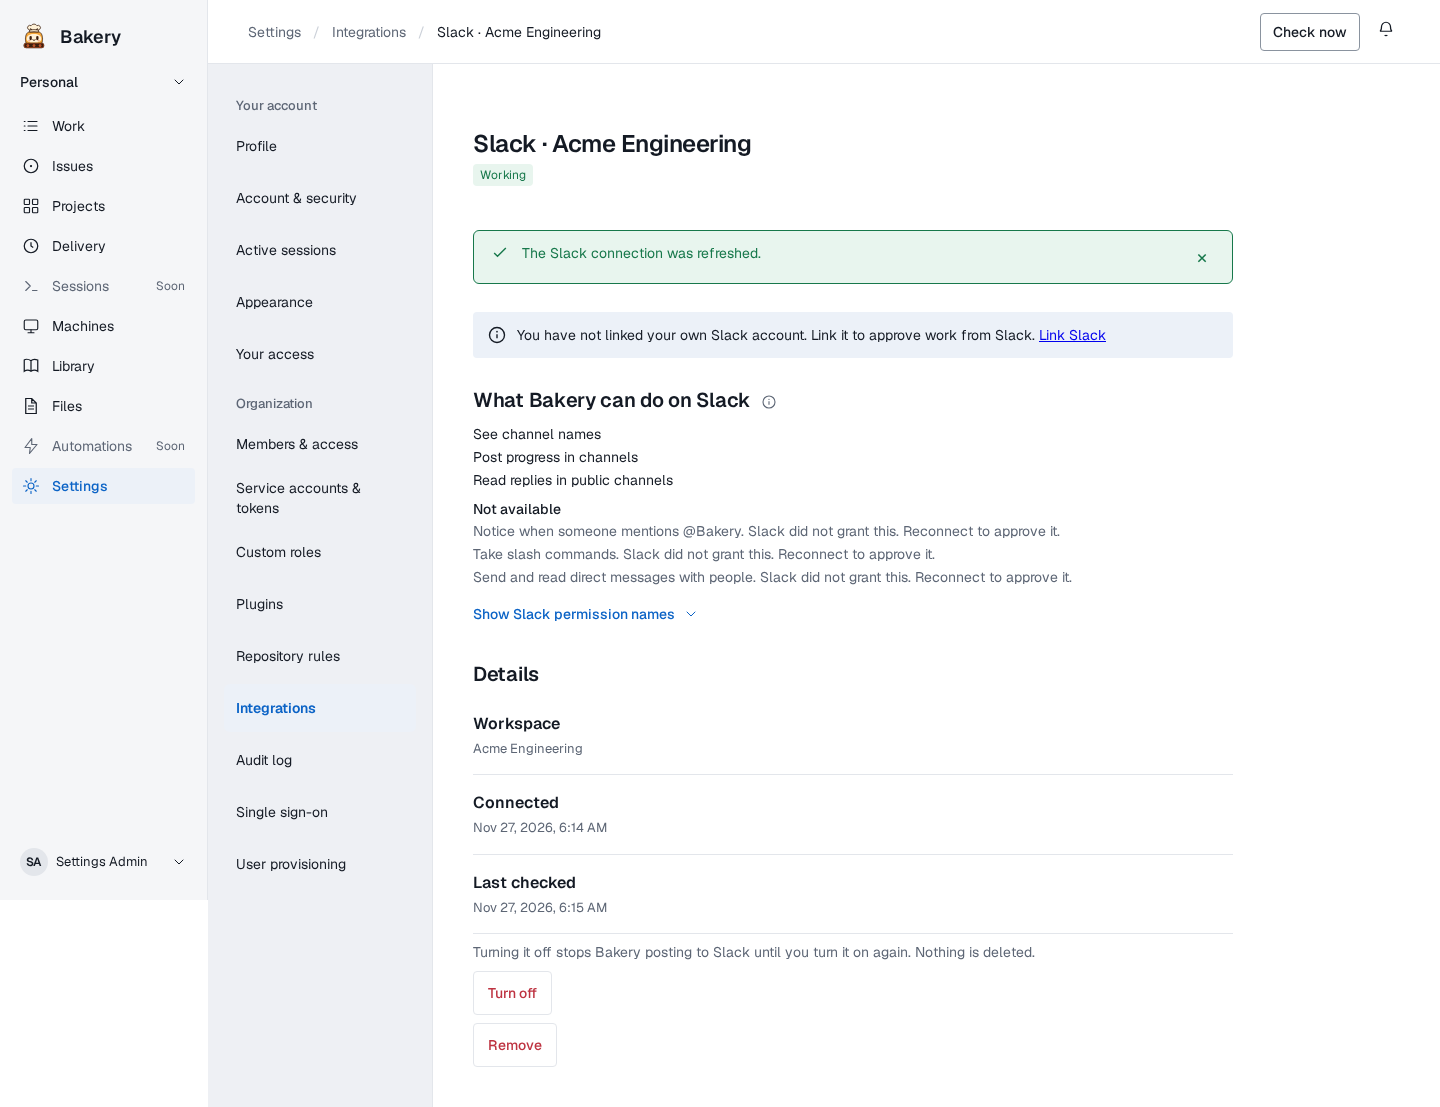 Bakery
Personal
Work
Issues
Projects
Delivery
Sessions Soon
Machines
Library
Files
Automations Soon
Settings
SA Settings Admin
Settings / Integrations / Slack · Acme Engineering
Check now
Your account
Profile
Account & security
Active sessions
Appearance
Your access
Organization
Members & access
Service accounts &
tokens
Custom roles
Plugins
Repository rules
Integrations
Audit log
Single sign-on
User provisioning
Slack · Acme Engineering
Working
The Slack connection was refreshed.
You have not linked your own Slack account. Link it to approve work from Slack. Link Slack
What Bakery can do on Slack
See channel names
Post progress in channels
Read replies in public channels
Not available
Notice when someone mentions @Bakery. Slack did not grant this. Reconnect to approve it.
Take slash commands. Slack did not grant this. Reconnect to approve it.
Send and read direct messages with people. Slack did not grant this. Reconnect to approve it.
Show Slack permission names
Details
Workspace
Acme Engineering
Connected
Nov 27, 2026, 6:14 AM
Last checked
Nov 27, 2026, 6:15 AM
Turning it off stops Bakery posting to Slack until you turn it on again. Nothing is deleted.
Turn off
Remove